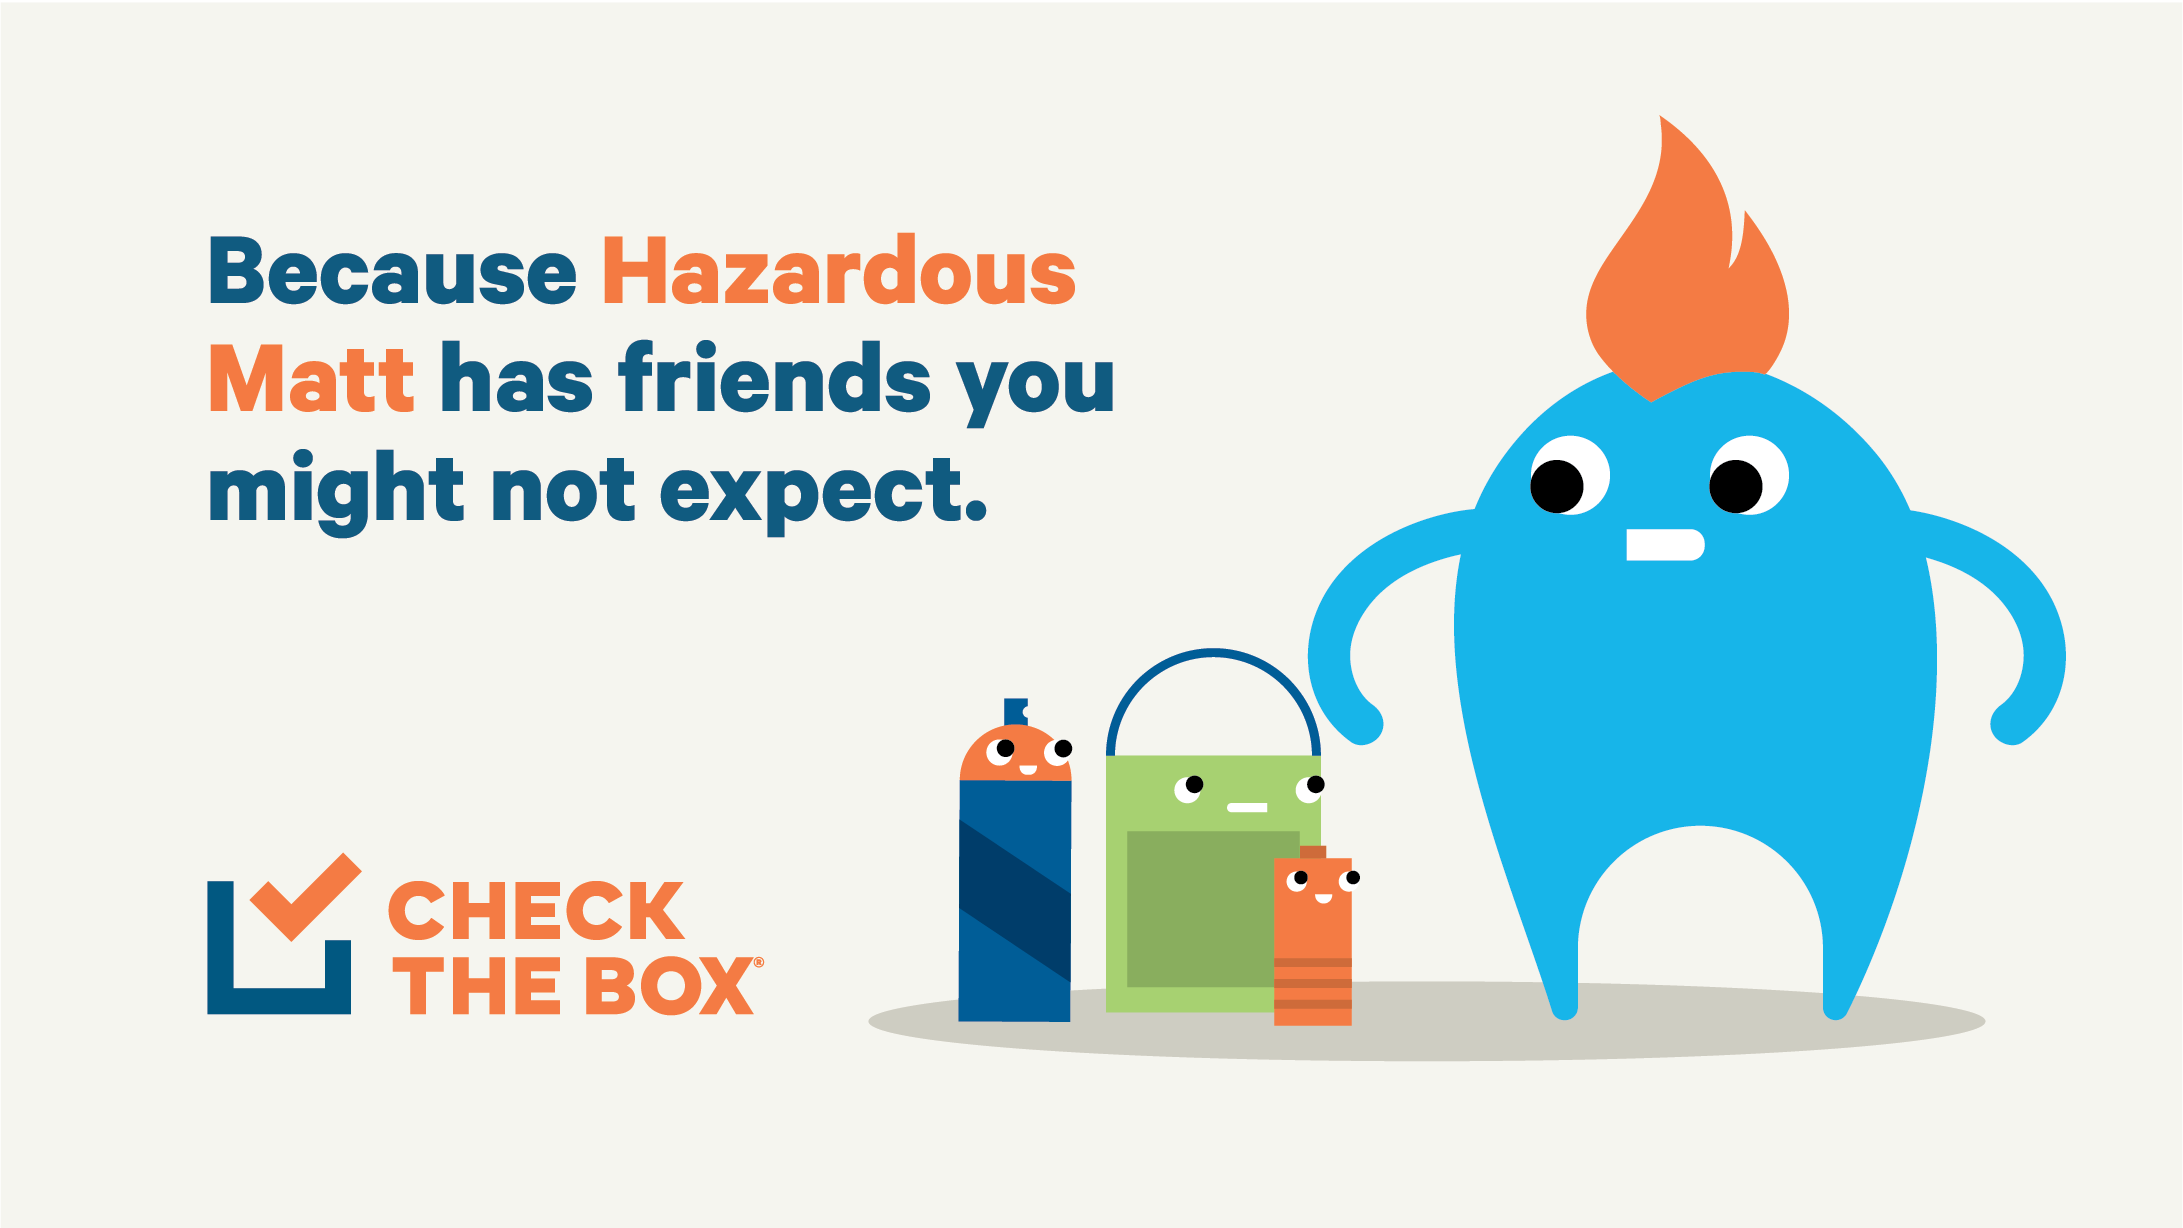 Because Hazardous
Matt has friends you
might not expect.
CHECK
THE BOX®